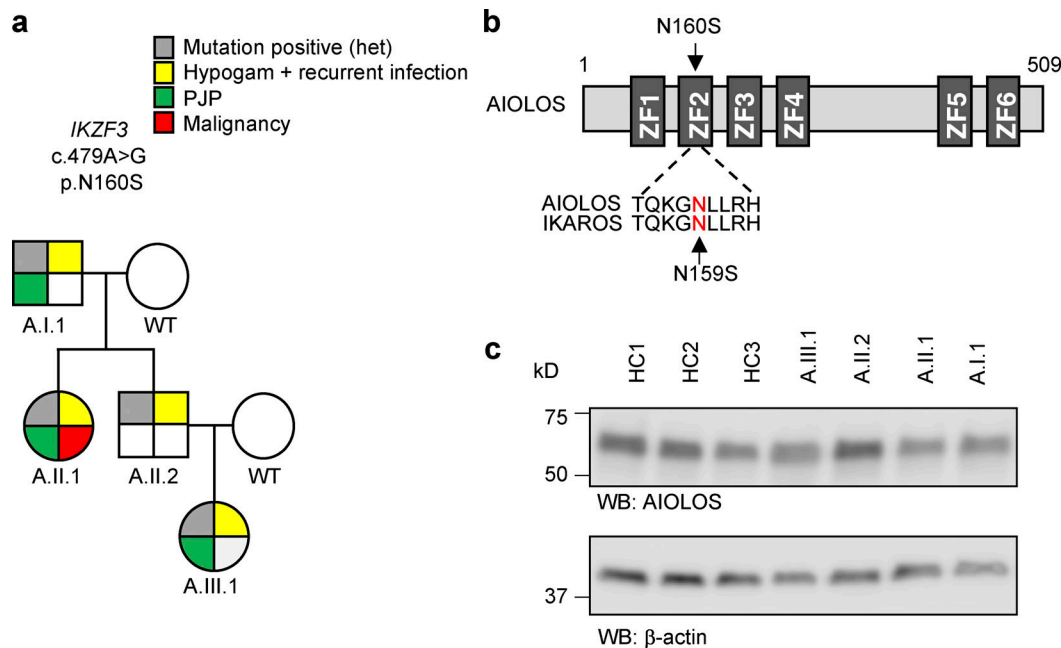 a
Mutation positive (het)
Hypogam + recurrent infection
PJP
Malignancy
IKZF3
c.479A>G
p.N160S
A.I.1
WT
A.II.1
A.II.2
WT
A.III.1
b
N160S
1
509
AIOLOS
ZF1
ZF2
ZF3
ZF4
ZF5
ZF6
AIOLOS TQKGNLLRH
IKAROS TQKGNLLRH
N159S
c
kD
HC1
HC2
HC3
A.III.1
A.II.2
A.II.1
A.I.1
75
50
WB: AIOLOS
37
WB: β-actin